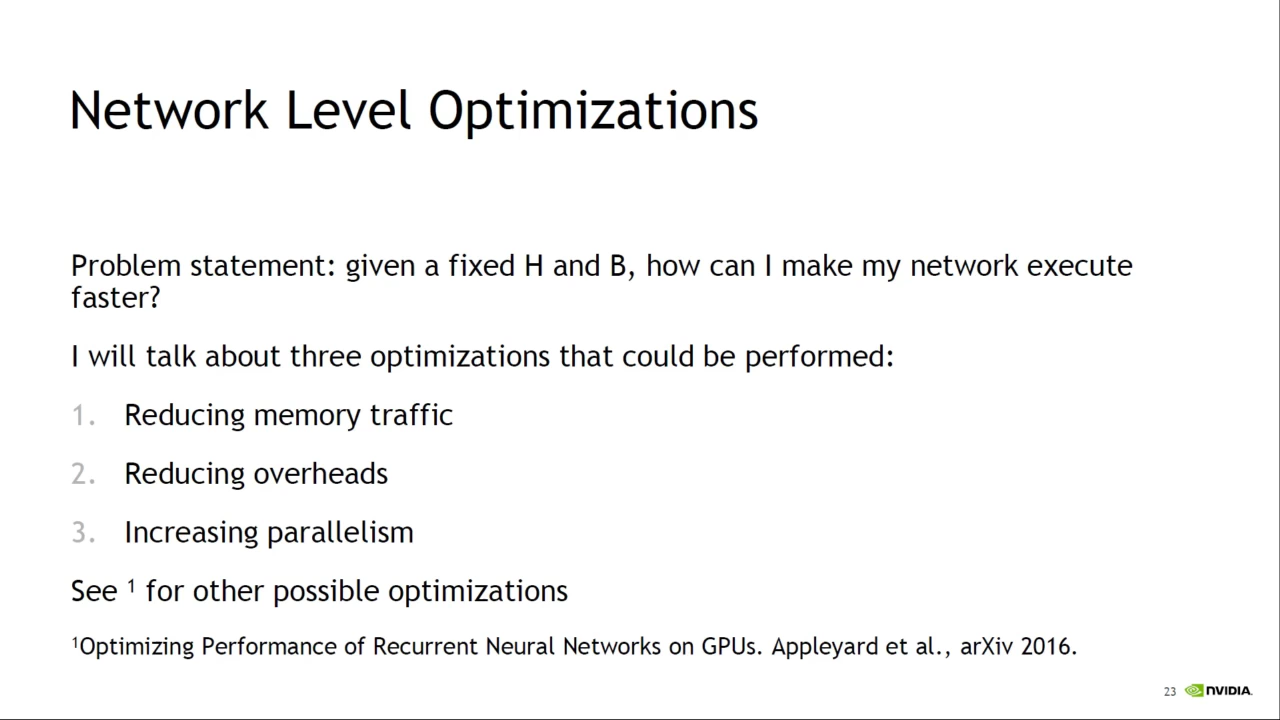 Network Level Optimizations
Problem statement: given a fixed H and B, how can I make my network execute
faster?
I will talk about three optimizations that could be performed:
1. Reducing memory traffic
2. Reducing overheads
3. Increasing parallelism
See ¹ for other possible optimizations
¹Optimizing Performance of Recurrent Neural Networks on GPUs. Appleyard et al., arXiv 2016.
23 NVIDIA.